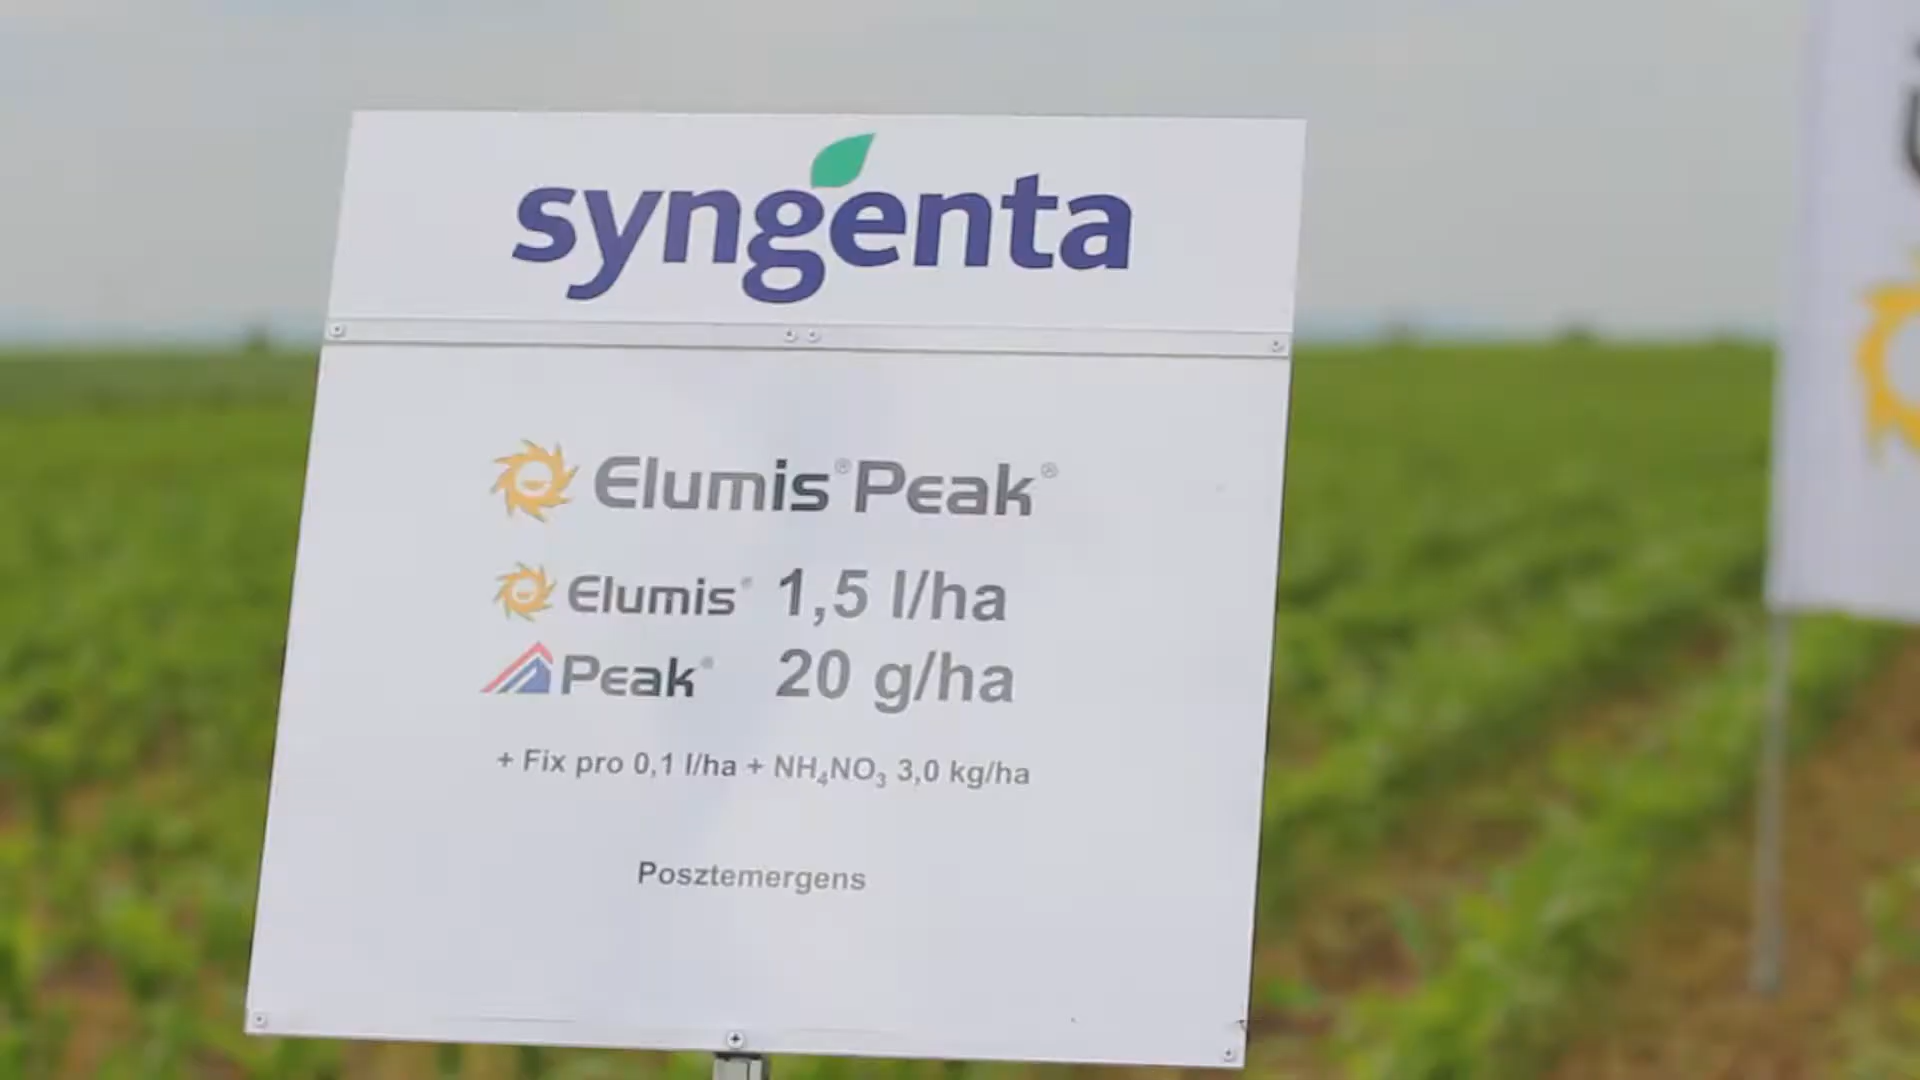 syngenta
Elumis® Peak®
Elumis® 1,5 l/ha
Peak® 20 g/ha
+ Fix pro 0,1 l/ha + NH₄NO₃ 3,0 kg/ha
Posztemergens